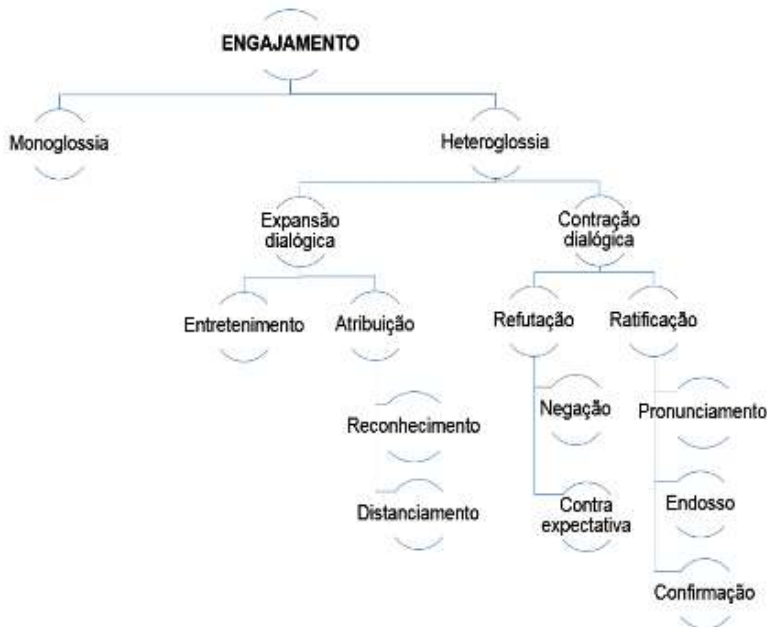 ENGAJAMENTO
Monoglossia
Heteroglossia
Expansão
dialógica
Contração
dialógica
Entretenimento
Atribuição
Refutação
Ratificação
Reconhecimento
Negação
Pronunciamento
Distanciamento
Contra
expectativa
Endosso
Confirmação